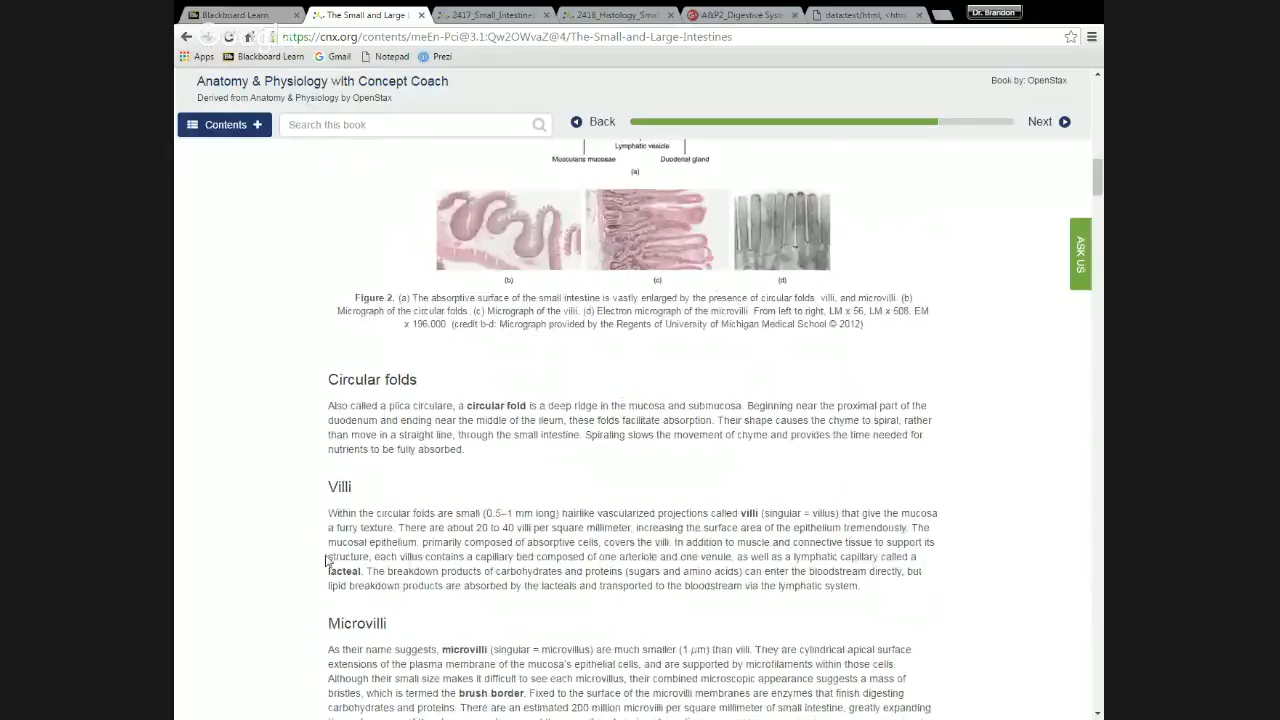 Blackboard Learn
The Small and Large I
2417_Small_Intestine
2418_Histology_Small
A&P2_Digestive Syst
data:text/html, <htm
Dr. Brandon
https://cnx.org/contents/meEn-Pci@3.1:Qw2OWvaZ@4/The-Small-and-Large-Intestines
Apps
Blackboard Learn
Gmail
Notepad
Prezi
Anatomy & Physiology with Concept Coach
Book by: OpenStax
Derived from Anatomy & Physiology by OpenStax
Contents +
Search this book
Back
Next
Lymphatic vesicle
Muscularis mucosae
Duodenal gland
(a)
ASK US
(b)
(c)
(d)
Figure 2. (a) The absorptive surface of the small intestine is vastly enlarged by the presence of circular folds, villi, and microvilli. (b)
Micrograph of the circular folds. (c) Micrograph of the villi. (d) Electron micrograph of the microvilli. From left to right, LM x 56, LM x 508, EM
x 196,000. (credit b-d: Micrograph provided by the Regents of University of Michigan Medical School © 2012)
Circular folds
Also called a plica circulare, a circular fold is a deep ridge in the mucosa and submucosa. Beginning near the proximal part of the
duodenum and ending near the middle of the ileum, these folds facilitate absorption. Their shape causes the chyme to spiral, rather
than move in a straight line, through the small intestine. Spiraling slows the movement of chyme and provides the time needed for
nutrients to be fully absorbed.
Villi
Within the circular folds are small (0.5–1 mm long) hairlike vascularized projections called villi (singular = villus) that give the mucosa
a furry texture. There are about 20 to 40 villi per square millimeter, increasing the surface area of the epithelium tremendously. The
mucosal epithelium, primarily composed of absorptive cells, covers the villi. In addition to muscle and connective tissue to support its
structure, each villus contains a capillary bed composed of one arteriole and one venule, as well as a lymphatic capillary called a
lacteal. The breakdown products of carbohydrates and proteins (sugars and amino acids) can enter the bloodstream directly, but
lipid breakdown products are absorbed by the lacteals and transported to the bloodstream via the lymphatic system.
Microvilli
As their name suggests, microvilli (singular = microvillus) are much smaller (1 µm) than villi. They are cylindrical apical surface
extensions of the plasma membrane of the mucosa's epithelial cells, and are supported by microfilaments within those cells.
Although their small size makes it difficult to see each microvillus, their combined microscopic appearance suggests a mass of
bristles, which is termed the brush border. Fixed to the surface of the microvilli membranes are enzymes that finish digesting
carbohydrates and proteins. There are an estimated 200 million microvilli per square millimeter of small intestine, greatly expanding